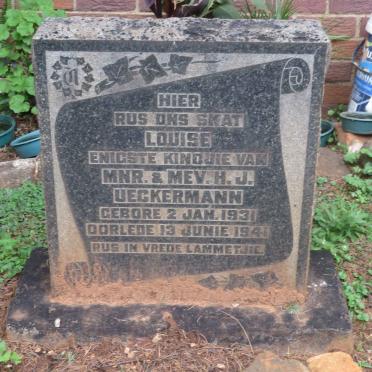 HIER
RUS ONS SKAT
LOUISE
ENIGSTE KINDJIE VAN
MNR. & MEV. H. J.
UECKERMANN
GEBORE 2 JAN. 1931
OORLEDE 13 JUNIE 1941
RUS IN VREDE LAMMETJIE